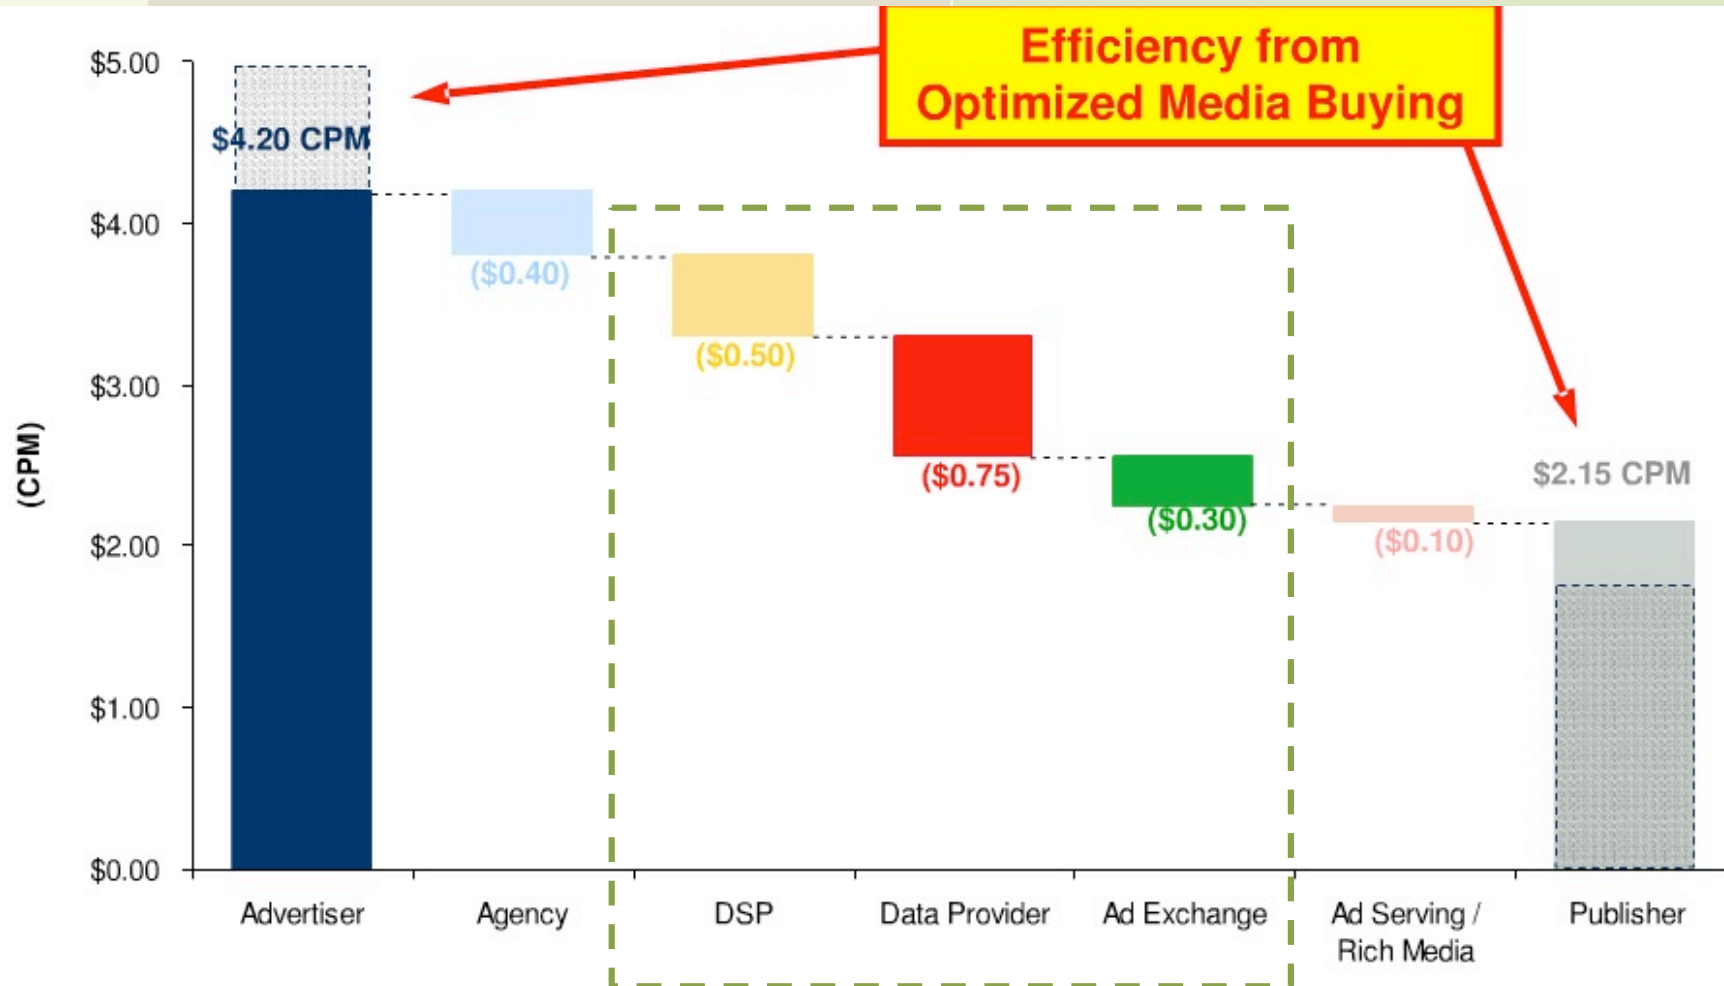 Efficiency from
Optimized Media Buying
$5.00
$4.20 CPM
$4.00
($0.40)
($0.50)
$3.00
($0.75)
$2.15 CPM
($0.30)
($0.10)
$2.00
$1.00
$0.00
(CPM)
Advertiser
Agency
DSP
Data Provider
Ad Exchange
Ad Serving /
Rich Media
Publisher